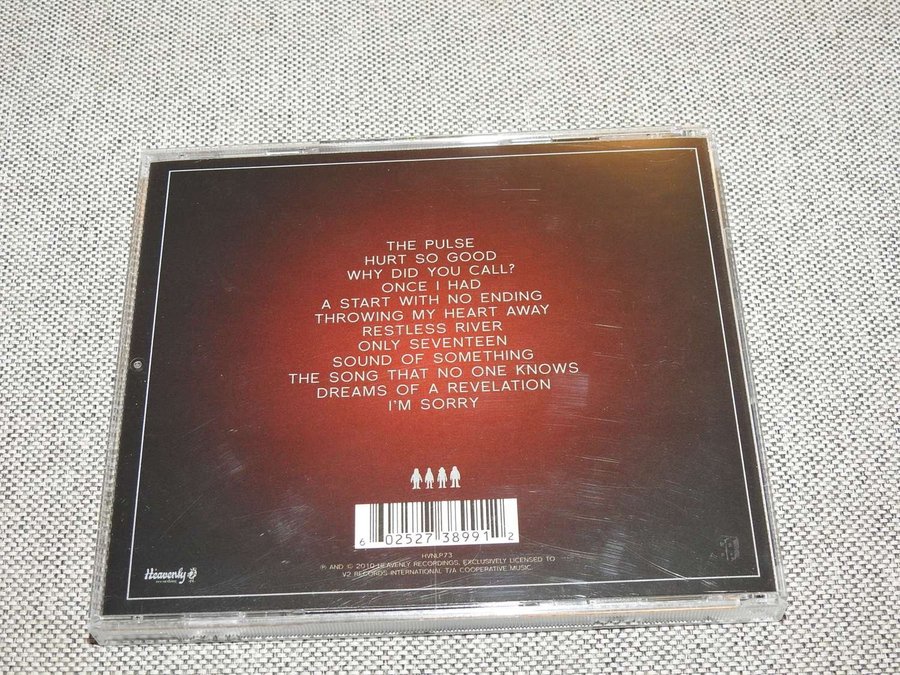 THE PULSE
HURT SO GOOD
WHY DID YOU CALL?
ONCE I HAD
A START WITH NO ENDING
THROWING MY HEART AWAY
RESTLESS RIVER
ONLY SEVENTEEN
SOUND OF SOMETHING
THE SONG THAT NO ONE KNOWS
DREAMS OF A REVELATION
I'M SORRY
6 02527 38991 2
HVNLP73
℗ AND © 2010 HEAVENLY RECORDINGS, EXCLUSIVELY LICENSED TO
V2 RECORDS INTERNATIONAL T/A COOPERATIVE MUSIC.
Heavenly